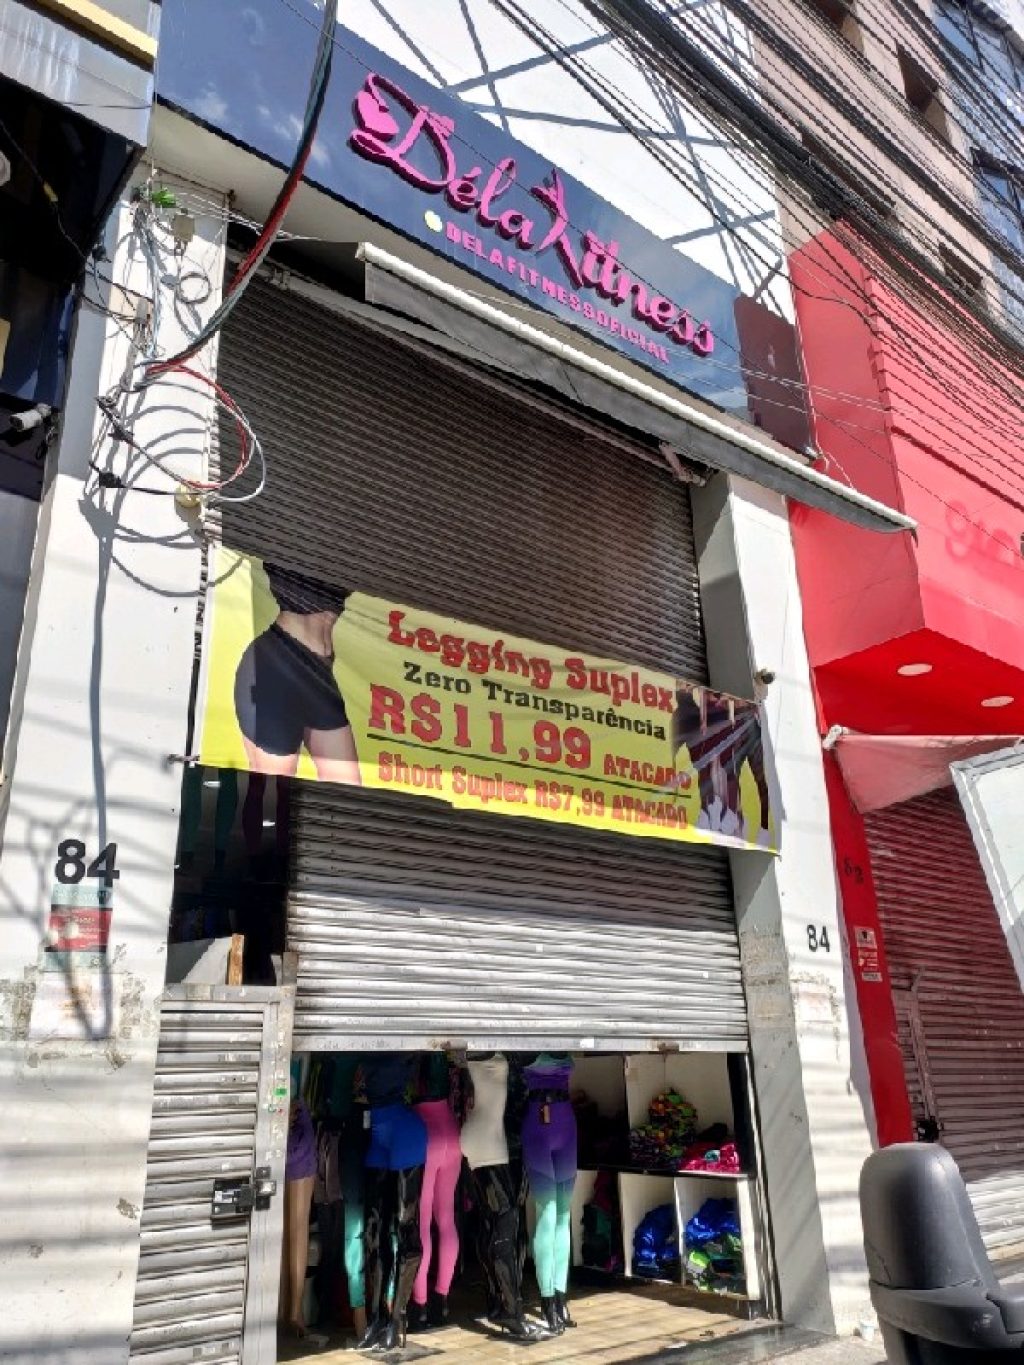 Déla Fitness
DELAFITNESSOFICIAL
Legging Suplex
Zero Transparência
R$11,99 ATACADO
Short Suplex R$7,99 ATACADO
84
84